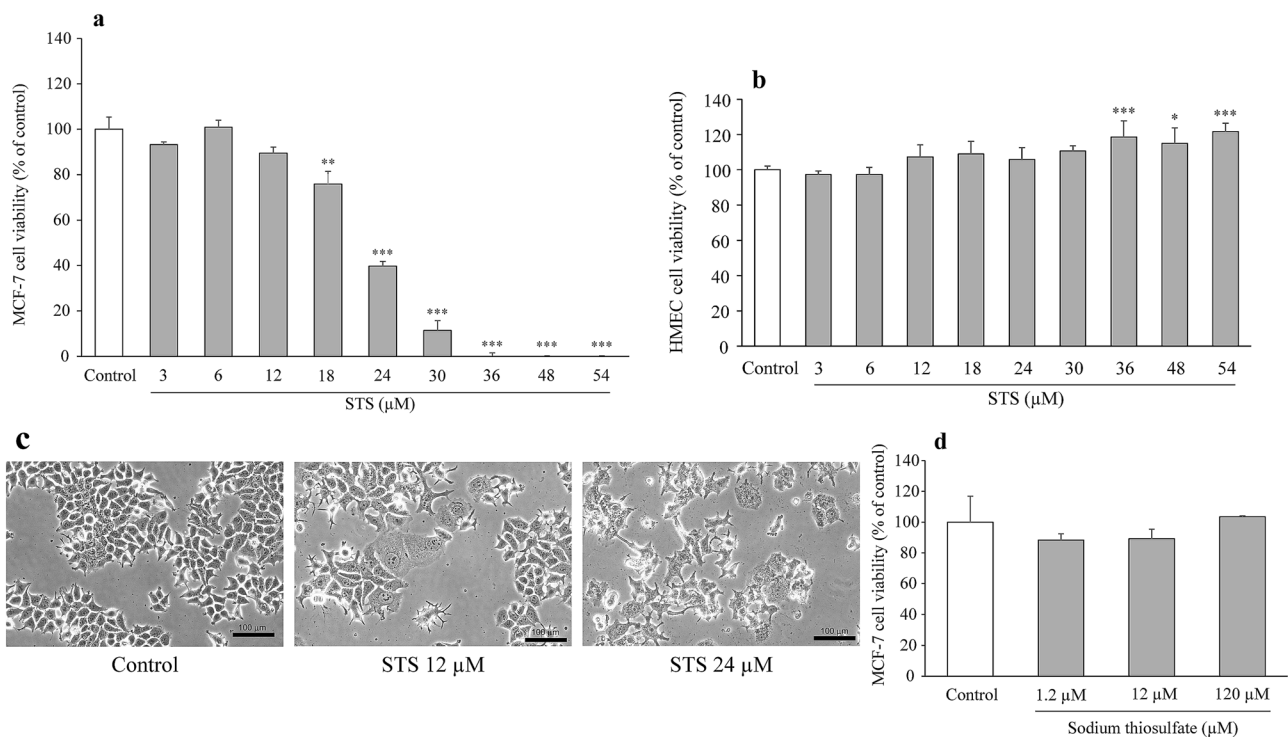 a
MCF-7 cell viability (% of control)
140
120
100
80
60
40
20
0
**
***
***
***
***
***
Control 3 6 12 18 24 30 36 48 54
STS (µM)
b
HMEC cell viability (% of control)
140
120
100
80
60
40
20
0
***
*
***
Control 3 6 12 18 24 30 36 48 54
STS (µM)
c
100 µm
100 µm
100 µm
Control STS 12 µM STS 24 µM
d
MCF-7 cell viability (% of control)
140
120
100
80
60
40
20
0
Control 1.2 µM 12 µM 120 µM
Sodium thiosulfate (µM)